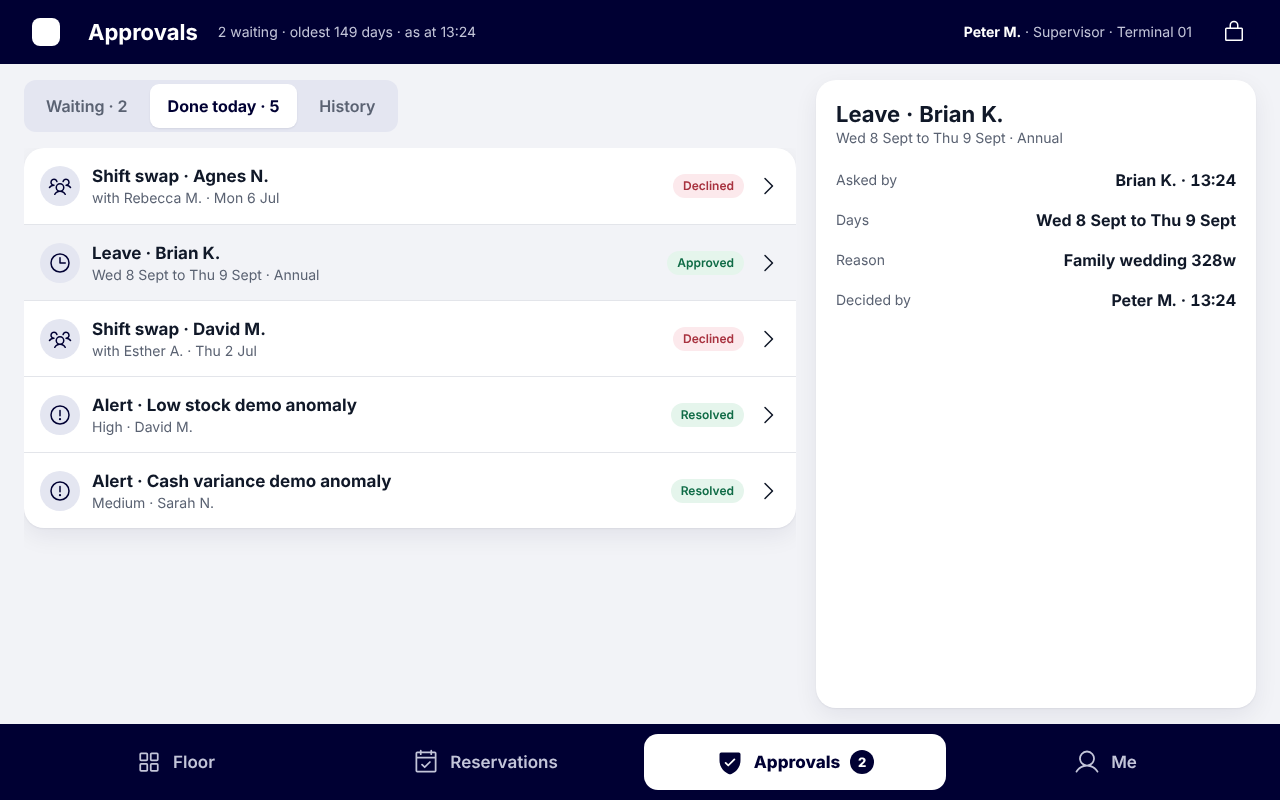 Approvals
2 waiting · oldest 149 days · as at 13:24
Peter M. · Supervisor · Terminal 01
Waiting · 2
Done today · 5
History
Shift swap · Agnes N.
with Rebecca M. · Mon 6 Jul
Declined
Leave · Brian K.
Wed 8 Sept to Thu 9 Sept · Annual
Approved
Shift swap · David M.
with Esther A. · Thu 2 Jul
Declined
Alert · Low stock demo anomaly
High · David M.
Resolved
Alert · Cash variance demo anomaly
Medium · Sarah N.
Resolved
Leave · Brian K.
Wed 8 Sept to Thu 9 Sept · Annual
Asked by
Brian K. · 13:24
Days
Wed 8 Sept to Thu 9 Sept
Reason
Family wedding 328w
Decided by
Peter M. · 13:24
Floor
Reservations
Approvals 2
Me